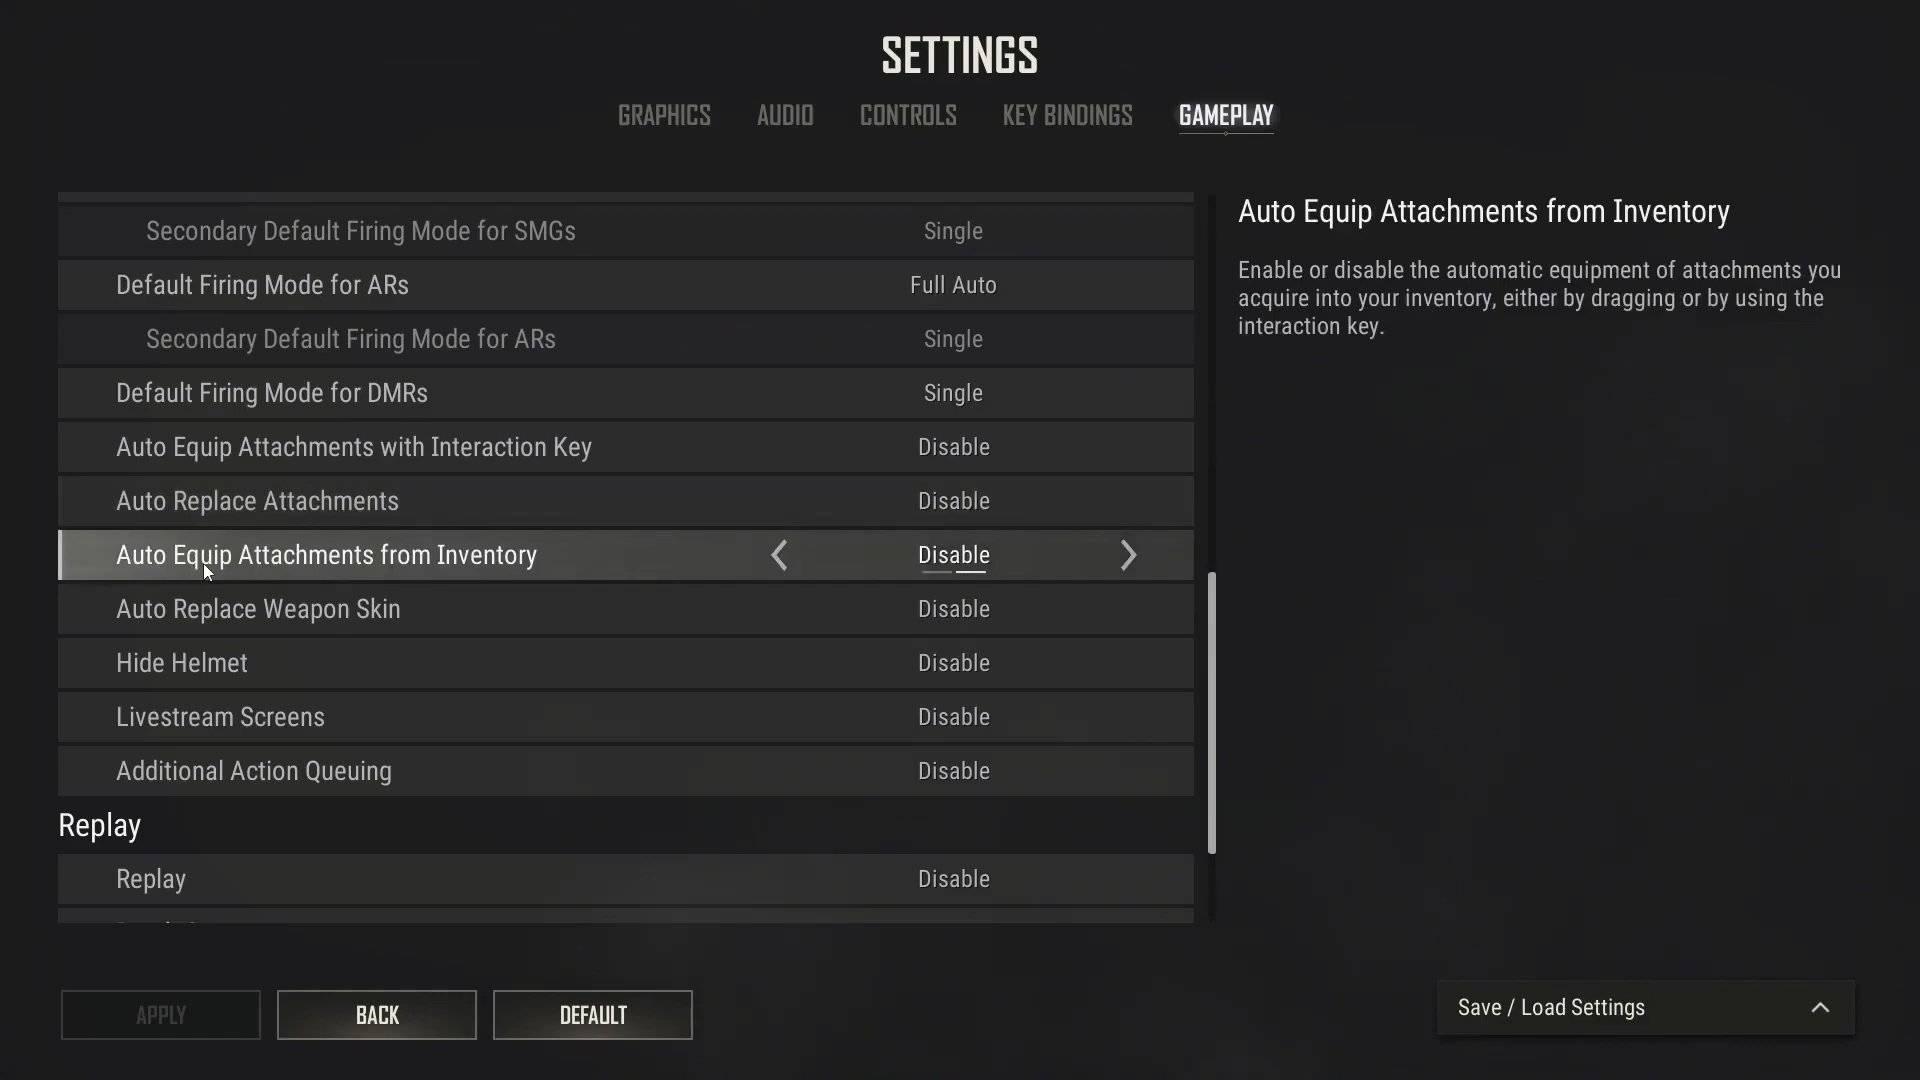 SETTINGS
GRAPHICS AUDIO CONTROLS KEY BINDINGS GAMEPLAY
Secondary Default Firing Mode for SMGs Single
Default Firing Mode for ARs Full Auto
Secondary Default Firing Mode for ARs Single
Default Firing Mode for DMRs Single
Auto Equip Attachments with Interaction Key Disable
Auto Replace Attachments Disable
Auto Equip Attachments from Inventory Disable
Auto Replace Weapon Skin Disable
Hide Helmet Disable
Livestream Screens Disable
Additional Action Queuing Disable
Replay
Replay Disable
Auto Equip Attachments from Inventory
Enable or disable the automatic equipment of attachments you
acquire into your inventory, either by dragging or by using the
interaction key.
APPLY BACK DEFAULT
Save / Load Settings